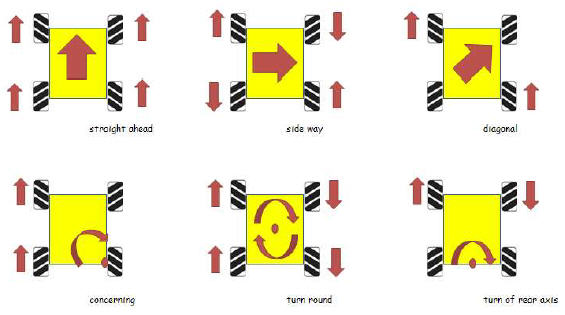 straight ahead
side way
diagonal
concerning
turn round
turn of rear axis